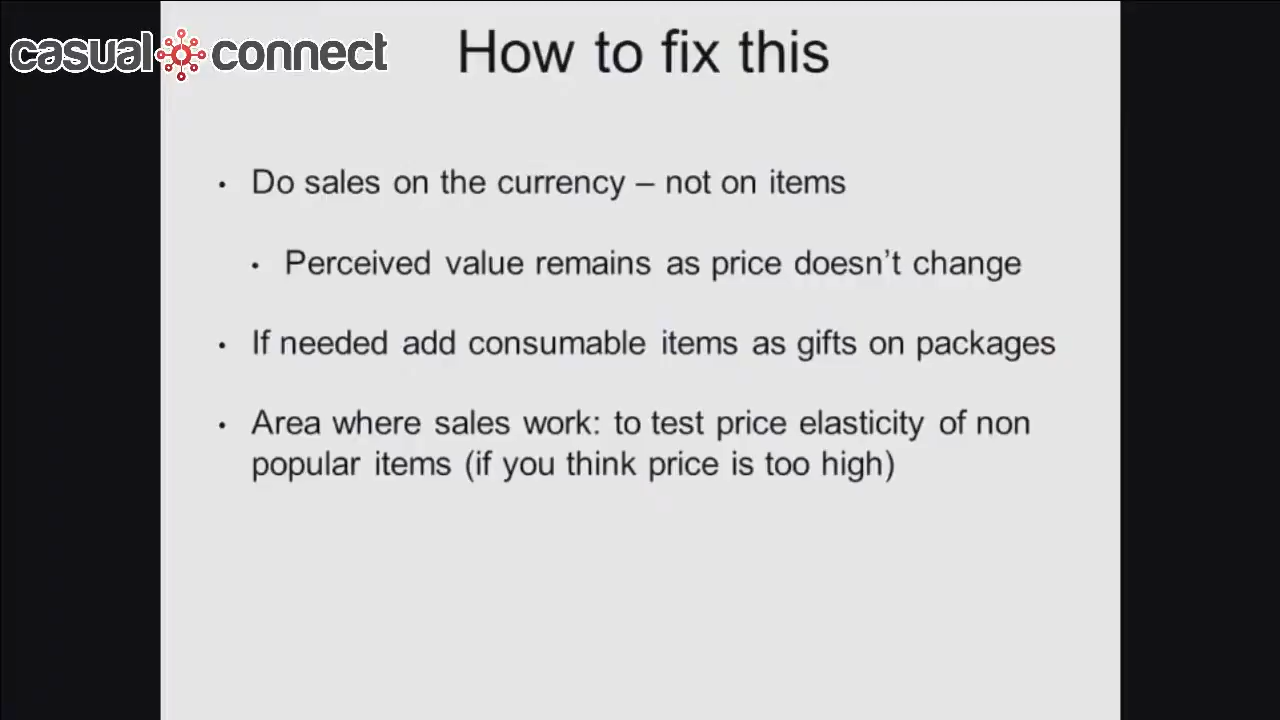 casual connect
How to fix this
• Do sales on the currency – not on items
• Perceived value remains as price doesn't change
• If needed add consumable items as gifts on packages
• Area where sales work: to test price elasticity of non
popular items (if you think price is too high)